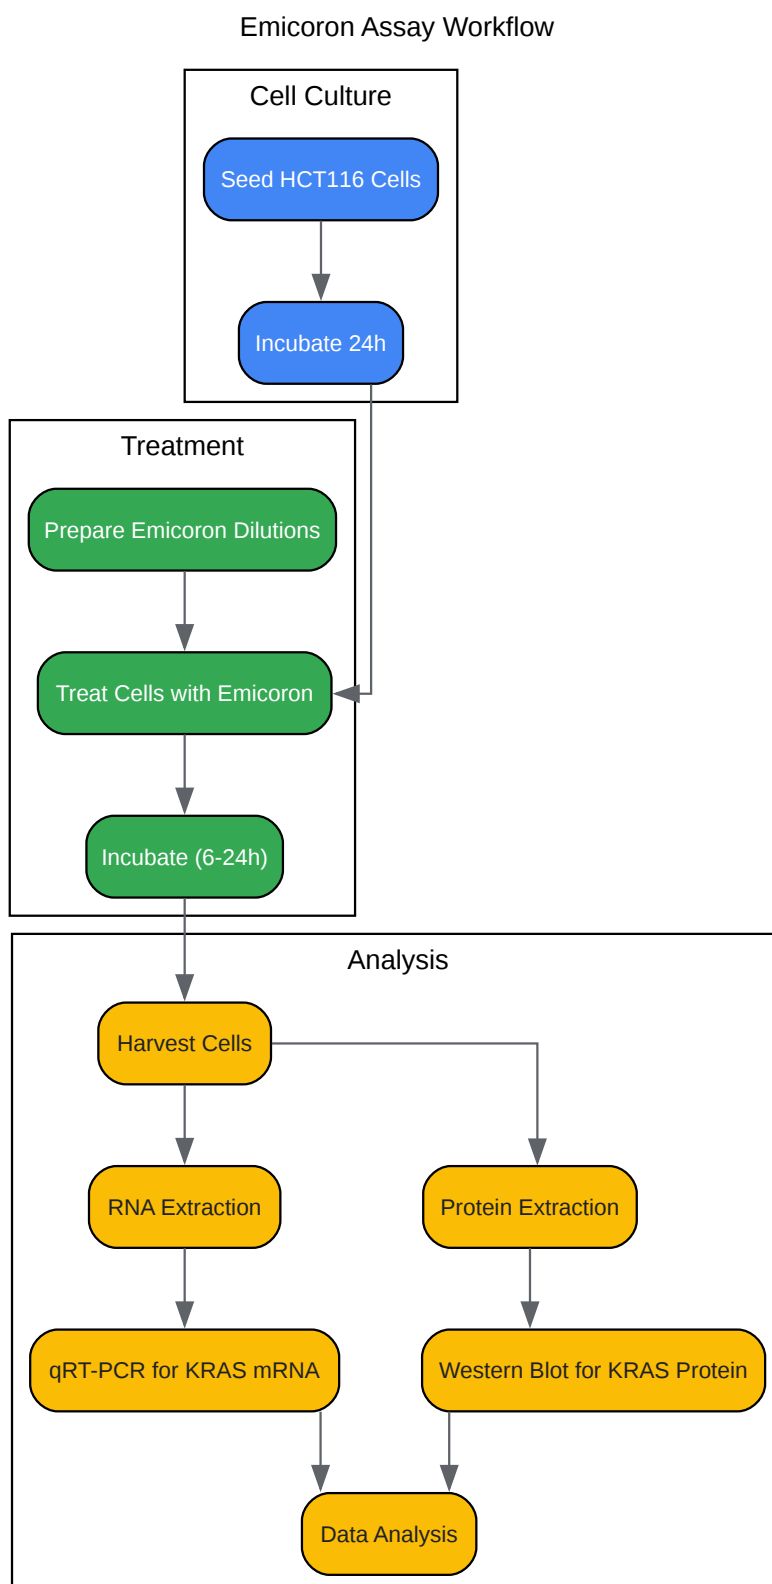 Emicoron Assay Workflow
Cell Culture
Seed HCT116 Cells
Incubate 24h
Treatment
Prepare Emicoron Dilutions
Treat Cells with Emicoron
Incubate (6-24h)
Analysis
Harvest Cells
RNA Extraction
Protein Extraction
qRT-PCR for KRAS mRNA
Western Blot for KRAS Protein
Data Analysis